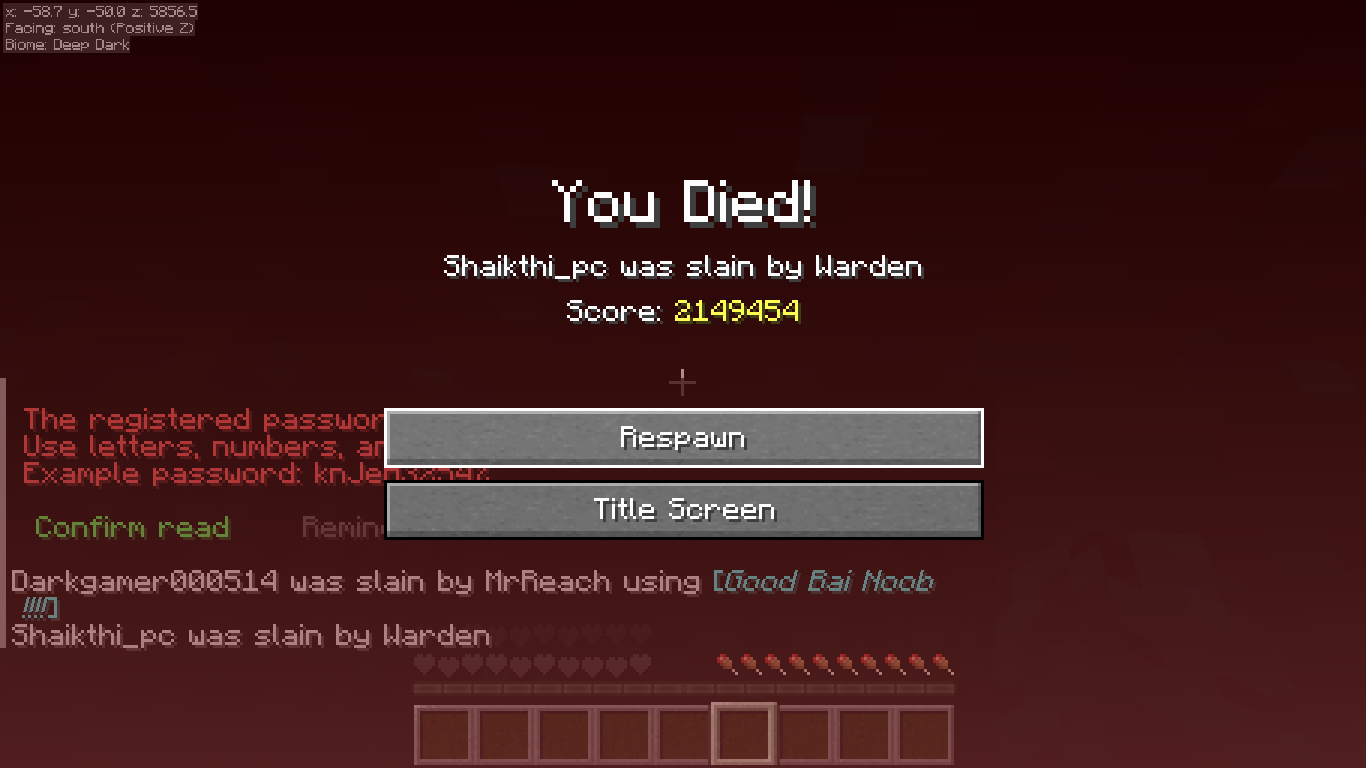 x: -58.7 y: -50.0 z: 5856.5
Facing: south (Positive Z)
Biome: Deep Dark
You Died!
Shaikthi_pc was slain by Warden
Score: 2149454
The registered
Use letters, numbers,
Example password:
Respawn
Title Screen
Confirm read
Darkgamer000514 was slain by MrReach using [Good Bai Noob
!!!!]
Shaikthi_pc was slain by Warden